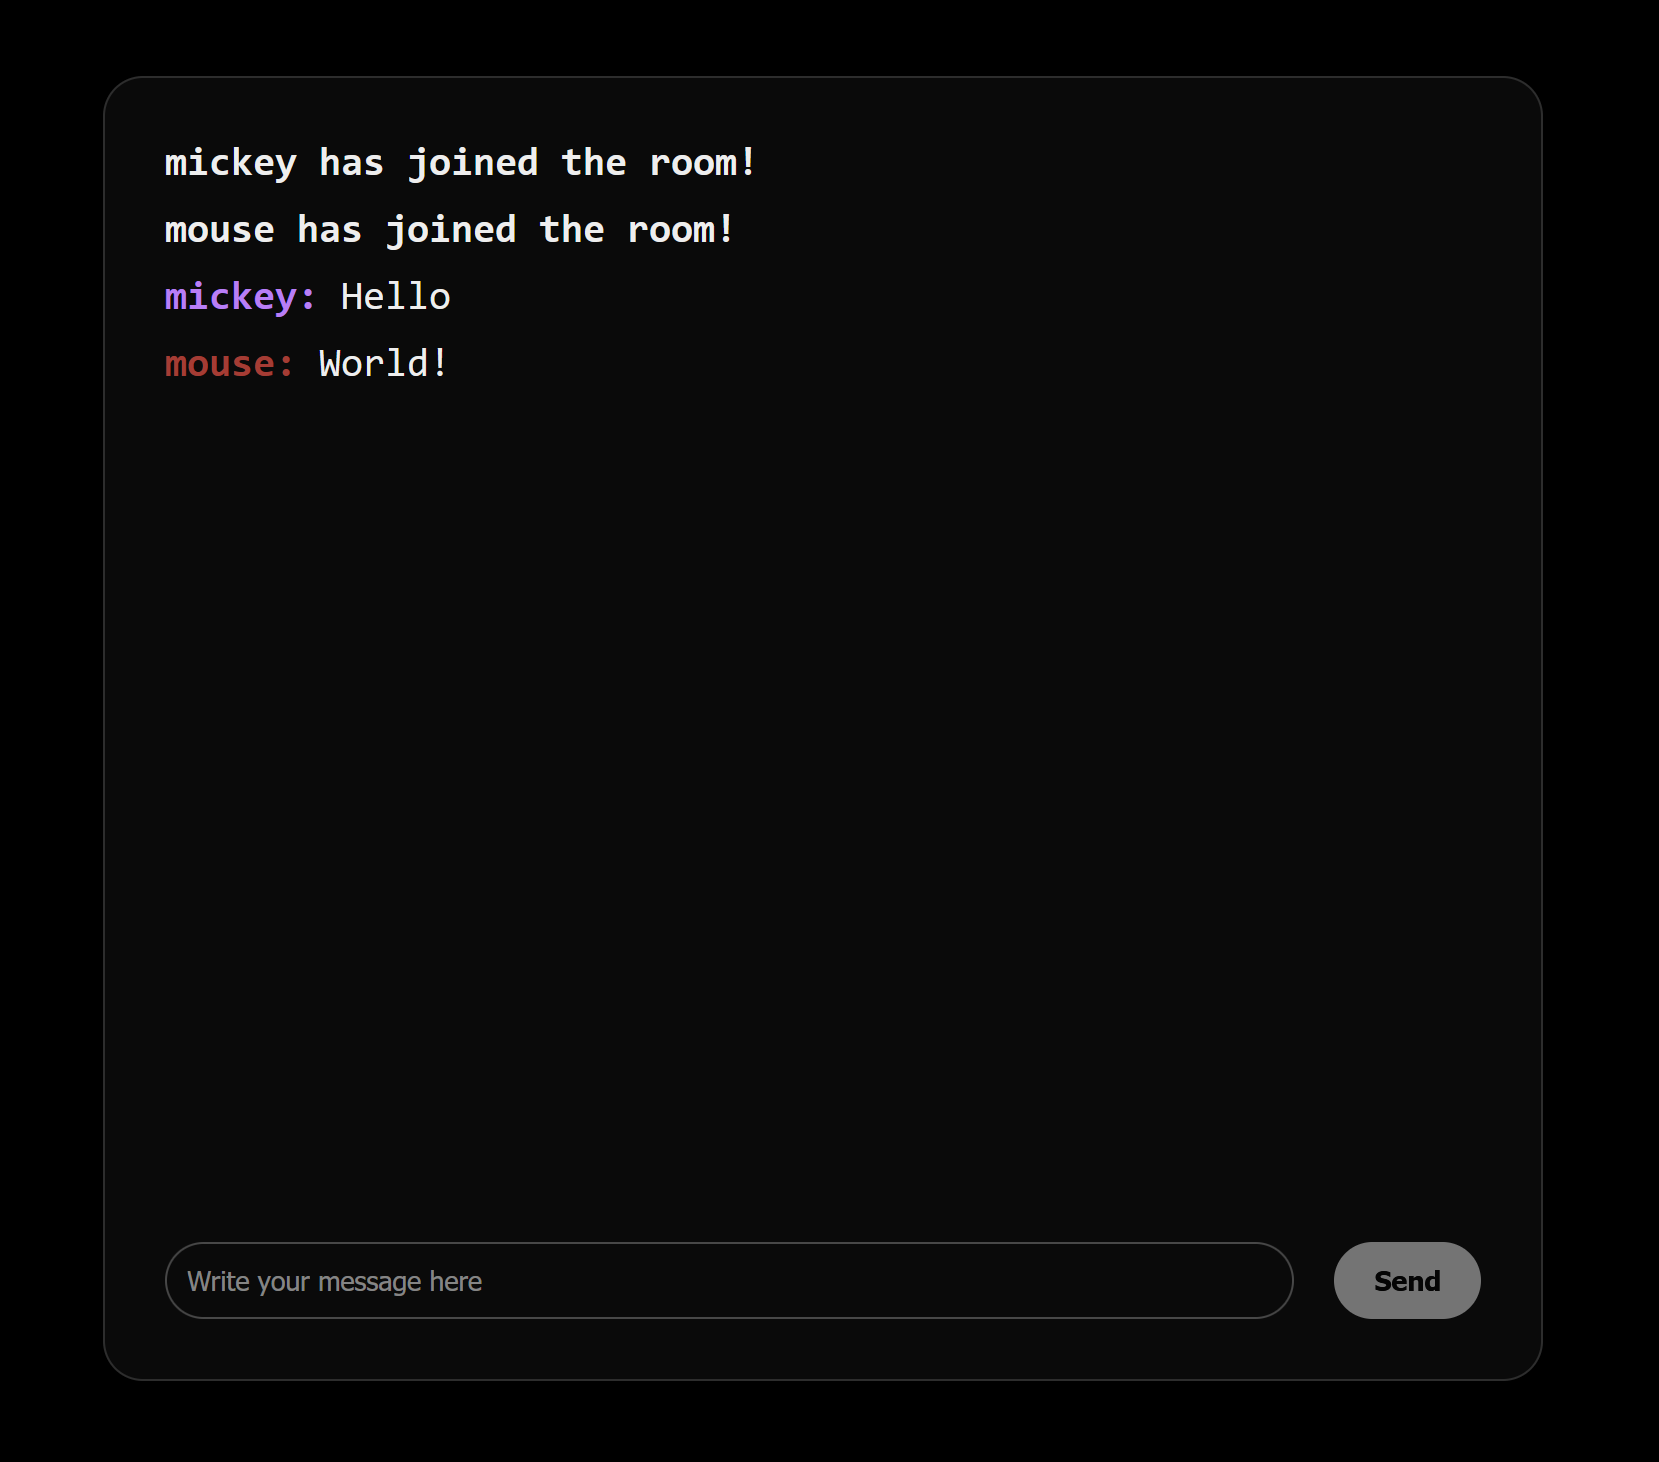 mickey has joined the room!
mouse has joined the room!
mickey: Hello
mouse: World!
Write your message here
Send